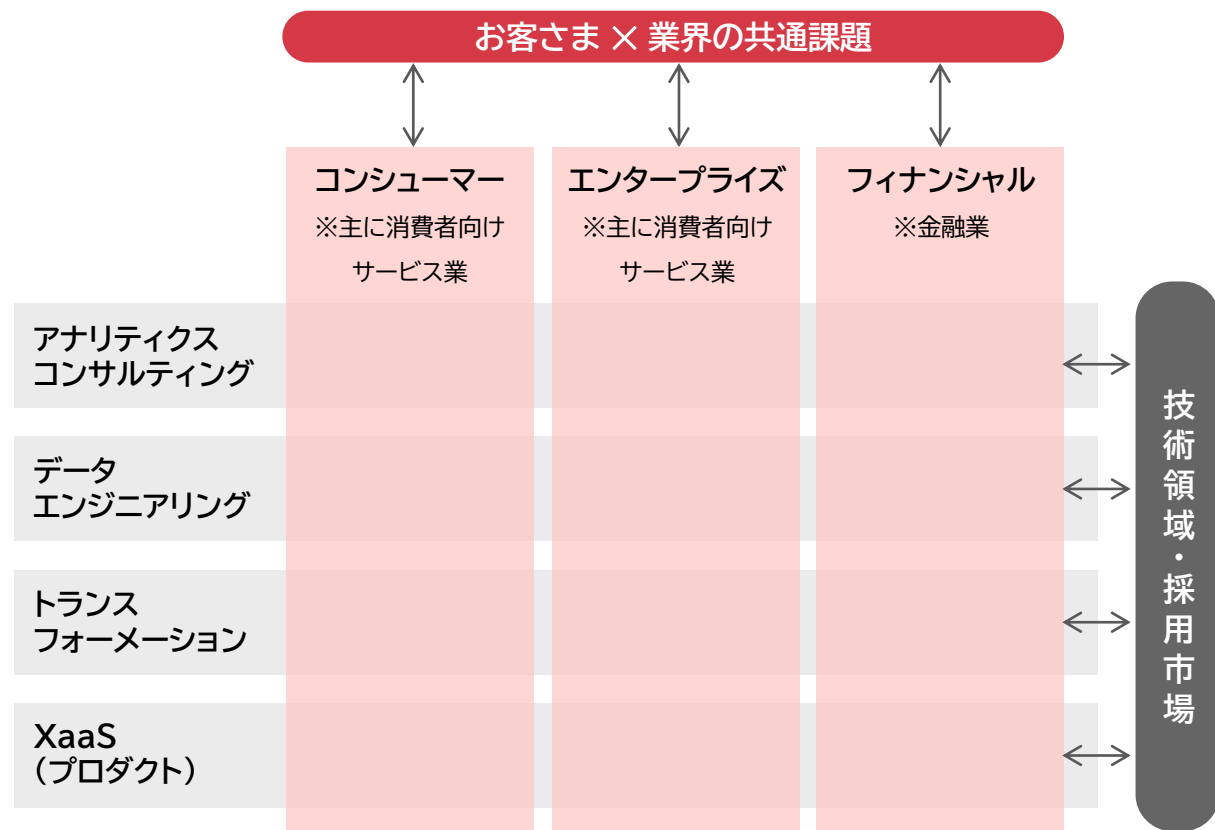 お客さま × 業界の共通課題
コンシューマー
※主に消費者向け
サービス業
エンタープライズ
※主に消費者向け
サービス業
フィナンシャル
※金融業
アナリティクス
コンサルティング
データ
エンジニアリング
トランス
フォーメーション
XaaS
(プロダクト)
技術領域・採用市場